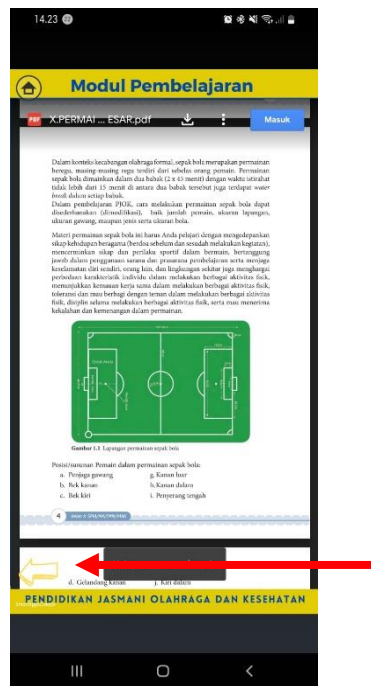 14.23
Modul Pembelajaran
PDF X.PERMAI ... ESAR.pdf
Masuk
Dalam konteks kecabangan olahraga formal, sepak bola merupakan permainan
beregu, masing-masing regu terdiri dari sebelas orang pemain. Permainan
sepak bola dimainkan dalam dua babak (2 x 45 menit) dengan waktu istirahat
tidak lebih dari 15 menit di antara dua babak tersebut juga terdapat water
break dalam setiap babak.
Dalam pembelajaran PJOK, cara melakukan permainan sepak bola dapat
disederhanakan (dimodifikasi), baik jumlah pemain, ukuran lapangan,
ukuran gawang, maupun jenis serta ukuran bola.
Materi permainan sepak bola ini harus Anda pelajari dengan mengedepankan
sikap kehidupan beragama (berdoa sebelum dan sesudah melakukan kegiatan),
mencerminkan sikap dan perilaku sportif dalam bermain, bertanggung
jawab dalam penggunaan sarana dan prasarana pembelajaran serta menjaga
keselamatan diri sendiri, orang lain, dan lingkungan sekitar juga menghargai
perbedaan karakteristik individu dalam melakukan berbagai aktivitas fisik,
menunjukkan kemauan kerja sama dalam melakukan berbagai aktivitas fisik,
toleransi dan mau berbagi dengan teman dalam melakukan berbagai aktivitas
fisik, disiplin selama melakukan berbagai aktivitas fisik, serta mau menerima
kekalahan dan kemenangan dalam permainan.
Gambar 1.1 Lapangan permainan sepak bola
Posisi/susunan Pemain dalam permainan sepak bola:
a. Penjaga gawang
g. Kanan luar
b. Bek kanan
h. Kanan dalam
c. Bek kiri
i. Penyerang tengah
4
d. Gelandang kanan
j. Kiri dalam
PENDIDIKAN JASMANI OLAHRAGA DAN KESEHATAN